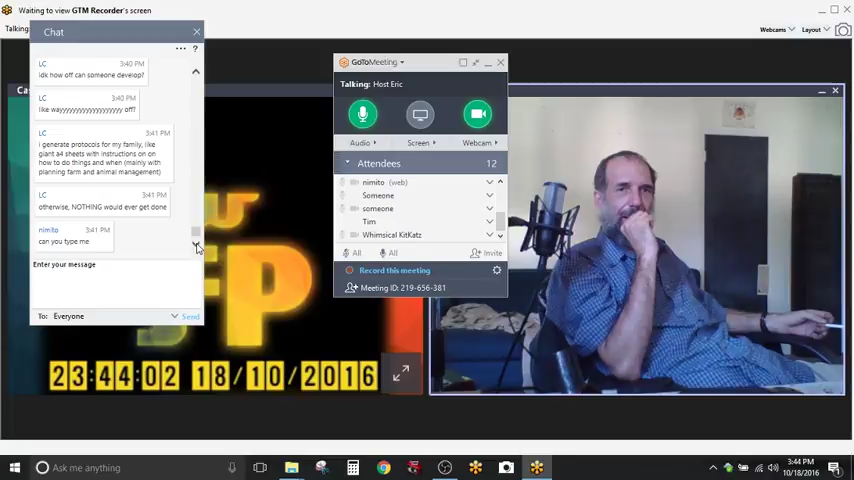 Waiting to view GTM Recorder's screen
Talking:
Webcams
Layout
Chat
LC 3:40 PM
idk how off can someone develop?
LC 3:40 PM
like wayyyyyyyyyyyyyyyyyyy off?
LC 3:41 PM
i generate protocols for my family, like
giant a4 sheets with instructions on on
how to do things and when (mainly with
planting farm and animal management)
LC 3:41 PM
otherwise, NOTHING would ever get done
nimito 3:41 PM
can you type me
Enter your message
To: Everyone
Send
GoToMeeting
Talking: Host Eric
Audio
Screen
Webcam
Attendees 12
nimito (web)
Someone
someone
Tim
Whimsical KitKatz
All
All
Invite
Record this meeting
Meeting ID: 219-656-381
23:44:02 18/10/2016
Ask me anything
3:44 PM
10/18/2016